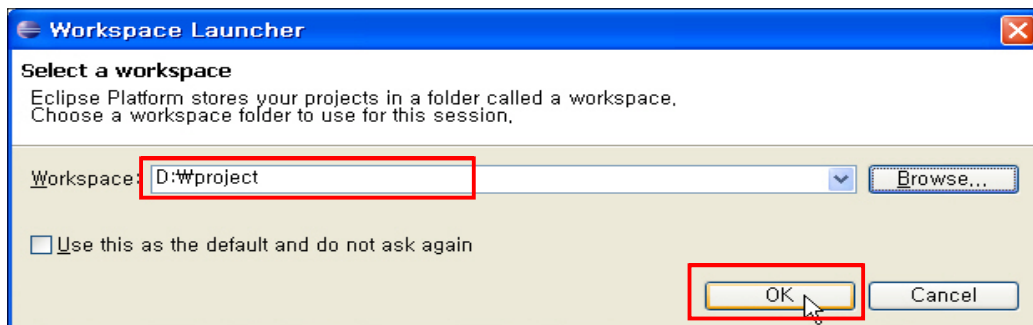 Workspace Launcher
Select a workspace
Eclipse Platform stores your projects in a folder called a workspace.
Choose a workspace folder to use for this session.
Workspace: D:₩project Browse...
Use this as the default and do not ask again
OK Cancel